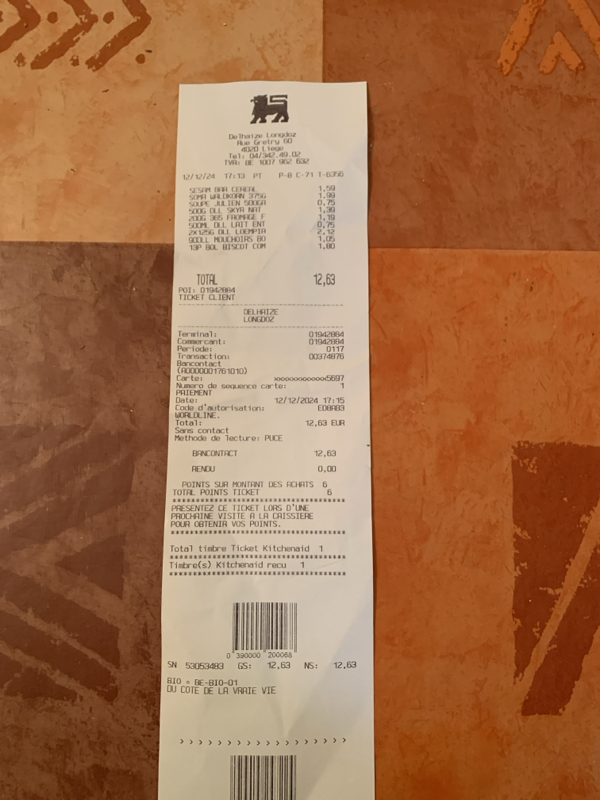 Delhaize Longdoz
Rue Gretry 60
4020 Liege
Tel: 04/342.49.02
TVA: BE 1007 962 632
12/12/24 17:13 PT P-8 C-71 I-6356
SESAM BAR CEREAL 1,59
SOMA WALDKORN 375G 1,99
SOUPE JULIEN 500GR 0,75
500G DLL SKYR NAT 1,39
200G 365 FROMAGE F 1,19
500ML DLL LAIT ENT 0,75
2x125G DLL LOEMPIA 2,12
90DLL MOUCHOIRS BO 1,05
13P BOL BISCOT COM 1,80
TOTAL 12,63
POI: 01942884
TICKET CLIENT
DELHAIZE
LONGDOZ
Terminal: 01942884
Commercant: 01942884
Periode: 0117
Transaction: 00374876
Bancontact
(A0000001761010)
Carte: xxxxxxxxxxxx5697
Numero de sequence carte: 1
PAIEMENT
Date: 12/12/2024 17:15
Code d'autorisation: ED8AB3
WORLDLINE.
Total: 12,63 EUR
Sans contact
Methode de lecture: PUCE
BANCONTACT 12,63
RENDU 0,00
POINTS SUR MONTANT DES ACHATS 6
TOTAL POINTS TICKET 6
PRESENTEZ CE TICKET LORS D'UNE
PROCHAINE VISITE A LA CAISSIERE
POUR OBTENIR VOS POINTS.
Total timbre Ticket Kitchenaid 1
Timbre(s) Kitchenaid recu 1
0 390000 200068
SN 53053483 GS: 12,63 NS: 12,63
BIO = BE-BIO-01
DU COTE DE LA VRAIE VIE